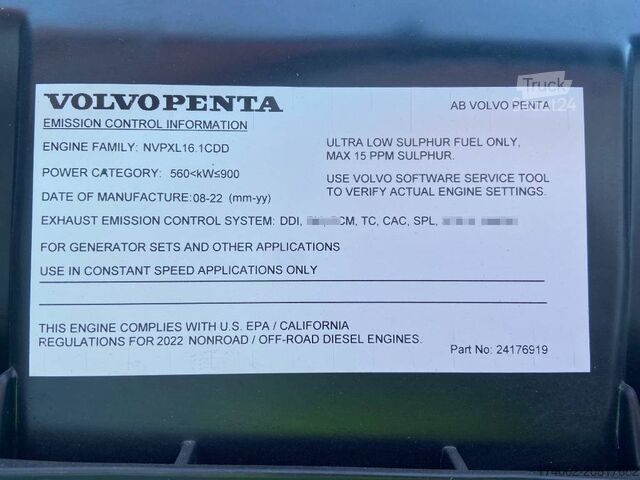 Truck
VOLVO PENTA
AB VOLVO PENTA
EMISSION CONTROL INFORMATION
ENGINE FAMILY: NVPXL16.1CDD
POWER CATEGORY: 560<kW≤900
DATE OF MANUFACTURE: 08-22 (mm-yy)
ULTRA LOW SULPHUR FUEL ONLY,
MAX 15 PPM SULPHUR.
USE VOLVO SOFTWARE SERVICE TOOL
TO VERIFY ACTUAL ENGINE SETTINGS.
EXHAUST EMISSION CONTROL SYSTEM: DDI, CM, TC, CAC, SPL,
FOR GENERATOR SETS AND OTHER APPLICATIONS
USE IN CONSTANT SPEED APPLICATIONS ONLY
THIS ENGINE COMPLIES WITH U.S. EPA / CALIFORNIA
REGULATIONS FOR 2022 NONROAD / OFF-ROAD DIESEL ENGINES.
Part No: 24176919